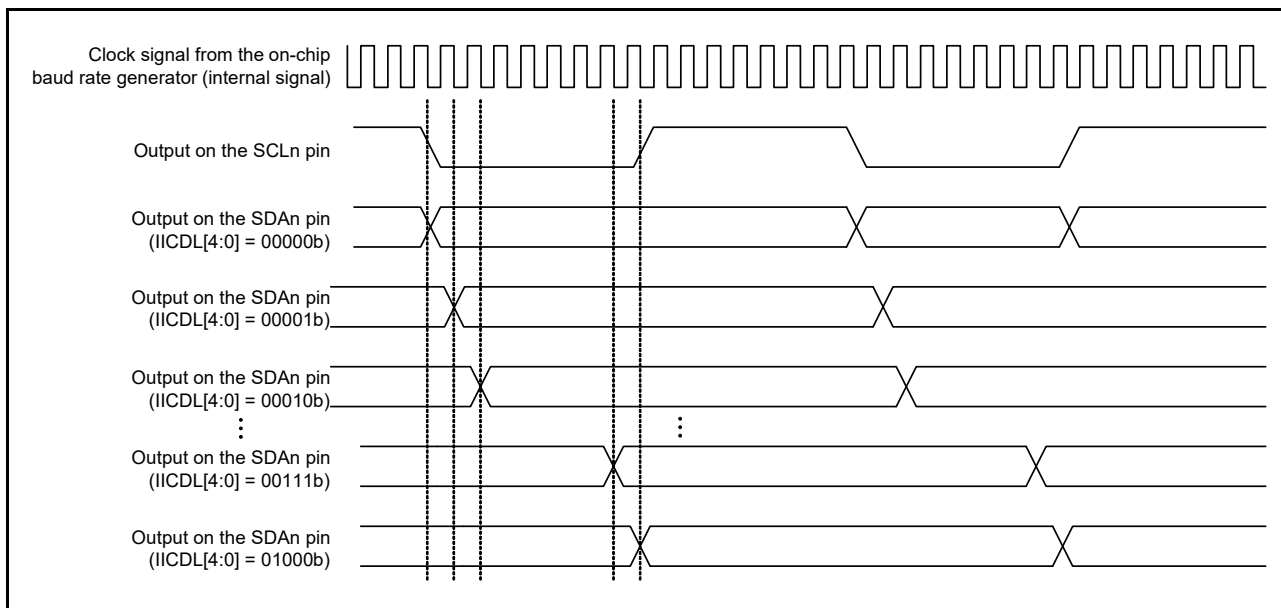 Clock signal from the on-chip
baud rate generator (internal signal)
Output on the SCLn pin
Output on the SDAn pin
(IICDL[4:0] = 00000b)
Output on the SDAn pin
(IICDL[4:0] = 00001b)
Output on the SDAn pin
(IICDL[4:0] = 00010b)
Output on the SDAn pin
(IICDL[4:0] = 00111b)
Output on the SDAn pin
(IICDL[4:0] = 01000b)